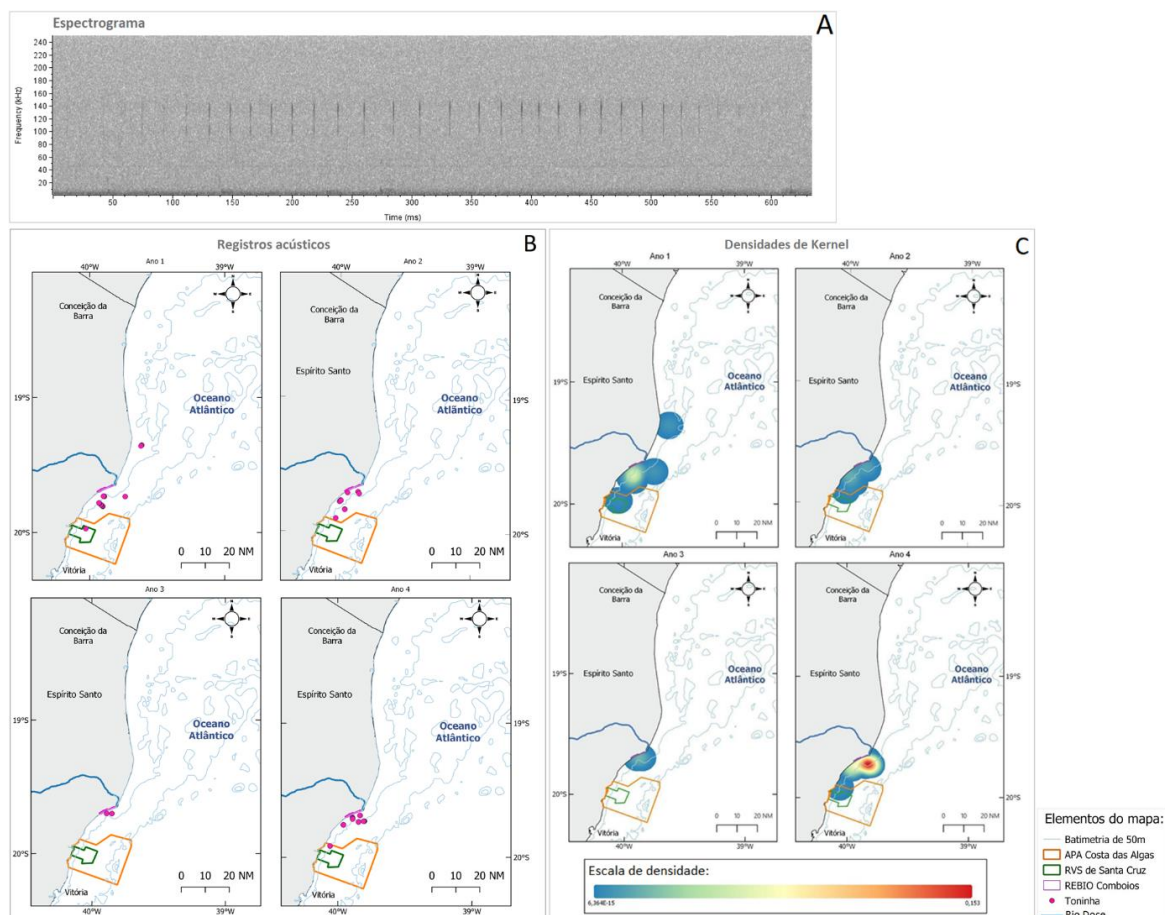 Espectrograma
A
Frequency (kHz)
240
220
200
180
160
140
120
100
80
60
40
20
50 100 150 200 250 300 350 400 450 500 550 600
Time (ms)
Registros acústicos
B
Ano 1
40°W 39°W
Conceição da
Barra
19°S
Oceano
Atlântico
20°S
0 10 20 NM
Vitória
Ano 2
40°W 39°W
Conceição da
Barra
Espírito Santo
19°S
Oceano
Atlântico
20°S
0 10 20 NM
Vitória
Ano 3
Conceição da
Barra
Espírito Santo
19°S
Oceano
Atlântico
20°S
0 10 20 NM
Vitória
40°W 39°W
Ano 4
Conceição da
Barra
Espírito Santo
19°S
Oceano
Atlântico
20°S
0 10 20 NM
Vitória
40°W 39°W
Densidades de Kernel
C
Ano 1
40°W
Conceição da
Barra
Espírito Santo
19°S
Oceano
Atlântico
20°S
0 10 20 NM
Vitória
Ano 2
40°W
Conceição da
Barra
Espírito Santo
19°S
Oceano
Atlântico
20°S
0 10 20 NM
Vitória
Ano 3
Conceição da
Barra
Espírito Santo
19°S
Oceano
Atlântico
20°S
0 10 20 NM
Vitória
40°W
Ano 4
Conceição da
Barra
Espírito Santo
19°S
Oceano
Atlântico
20°S
0 10 20 NM
Vitória
40°W
Escala de densidade:
6,364E-15 0,153
Elementos do mapa:
Batimetria de 50m
APA Costa das Algas
RVS de Santa Cruz
REBIO Comboios
Toninha
Rio Doce